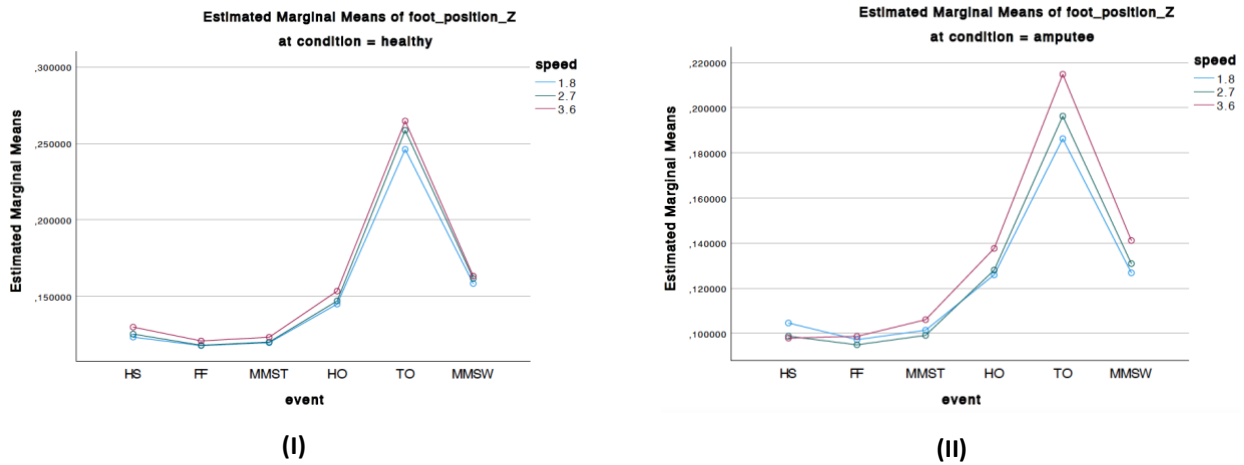 Estimated Marginal Means of foot_position_Z
at condition = healthy
speed
1.8
2.7
3.6
Estimated Marginal Means
,300000
,250000
,200000
,150000
HS FF MMST HO TO MMSW
event
(I)
Estimated Marginal Means of foot_position_Z
at condition = amputee
speed
1.8
2.7
3.6
Estimated Marginal Means
,220000
,200000
,180000
,160000
,140000
,120000
,100000
HS FF MMST HO TO MMSW
event
(II)